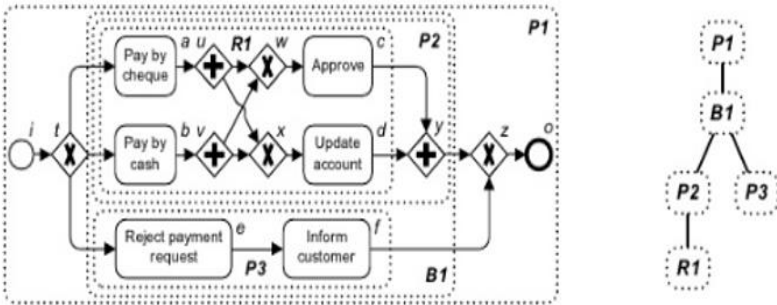 P1
P2
R1
a
u
w
c
Pay by
cheque
Approve
i
t
b
v
x
d
y
z
o
Pay by
cash
Update
account
Reject payment
request
e
Inform
customer
f
P3
B1
P1
B1
P2
P3
R1